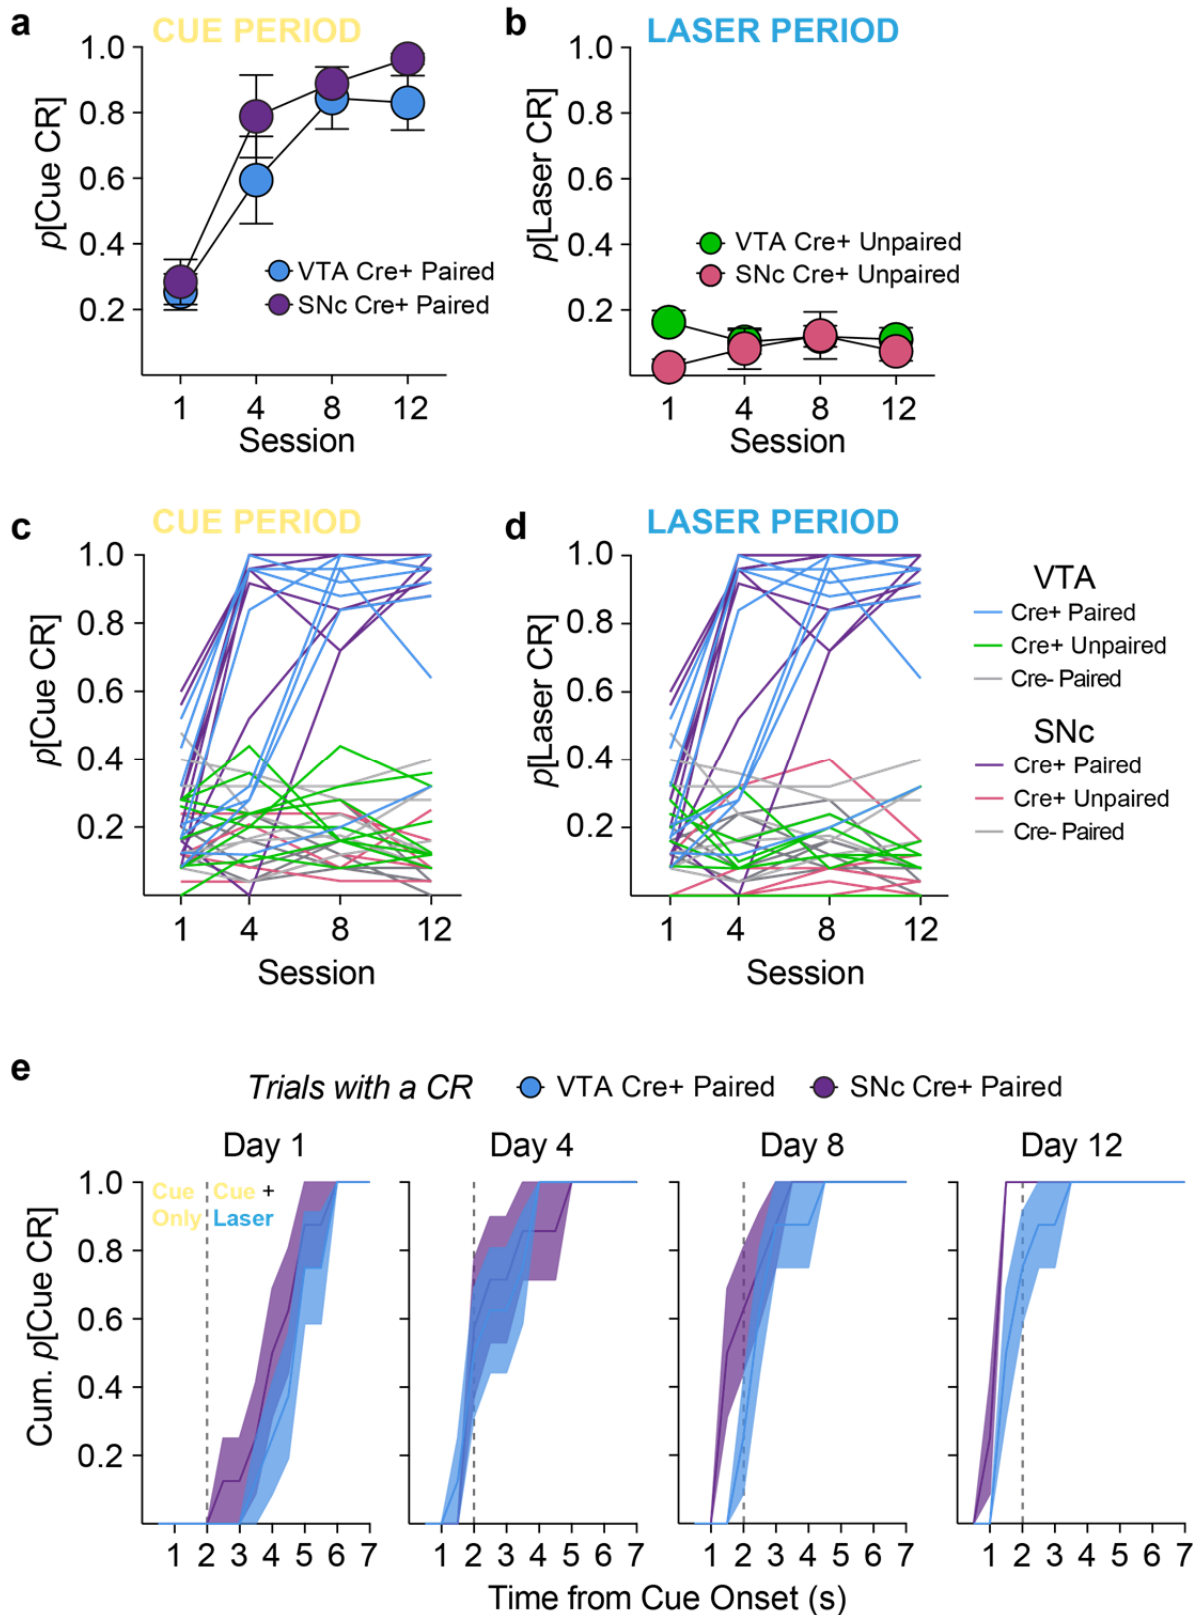 a CUE PERIOD
p[Cue CR]
1.0
0.8
0.6
0.4
0.2
VTA Cre+ Paired
SNc Cre+ Paired
1 4 8 12
Session
b LASER PERIOD
p[Laser CR]
1.0
0.8
0.6
0.4
0.2
VTA Cre+ Unpaired
SNc Cre+ Unpaired
1 4 8 12
Session
c CUE PERIOD
p[Cue CR]
1.0
0.8
0.6
0.4
0.2
1 4 8 12
Session
d LASER PERIOD
p[Laser CR]
1.0
0.8
0.6
0.4
0.2
1 4 8 12
Session
VTA
Cre+ Paired
Cre+ Unpaired
Cre- Paired
SNc
Cre+ Paired
Cre+ Unpaired
Cre- Paired
e
Trials with a CR VTA Cre+ Paired SNc Cre+ Paired
Day 1 Day 4 Day 8 Day 12
Cum. p[Cue CR]
1.0
0.8
0.6
0.4
0.2
Cue Only
Cue + Laser
1 2 3 4 5 6 7 1 2 3 4 5 6 7 1 2 3 4 5 6 7 1 2 3 4 5 6 7
Time from Cue Onset (s)